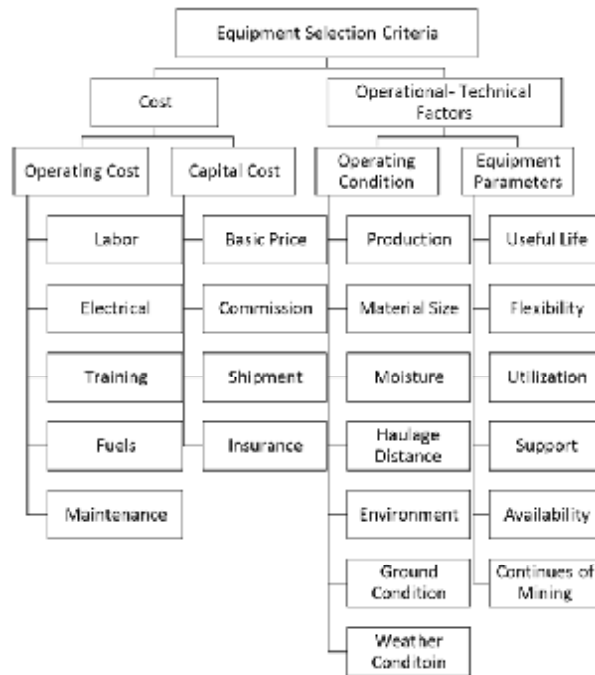 Equipment Selection Criteria
Cost
Operational- Technical
Factors
Operating Cost
Capital Cost
Operating
Condition
Equipment
Parameters
Labor
Basic Price
Production
Useful Life
Electrical
Commission
Material Size
Flexibility
Training
Shipment
Moisture
Utilization
Fuels
Insurance
Haulage
Distance
Support
Maintenance
Environment
Availability
Ground
Condition
Continues of
Mining
Weather
Conditoin